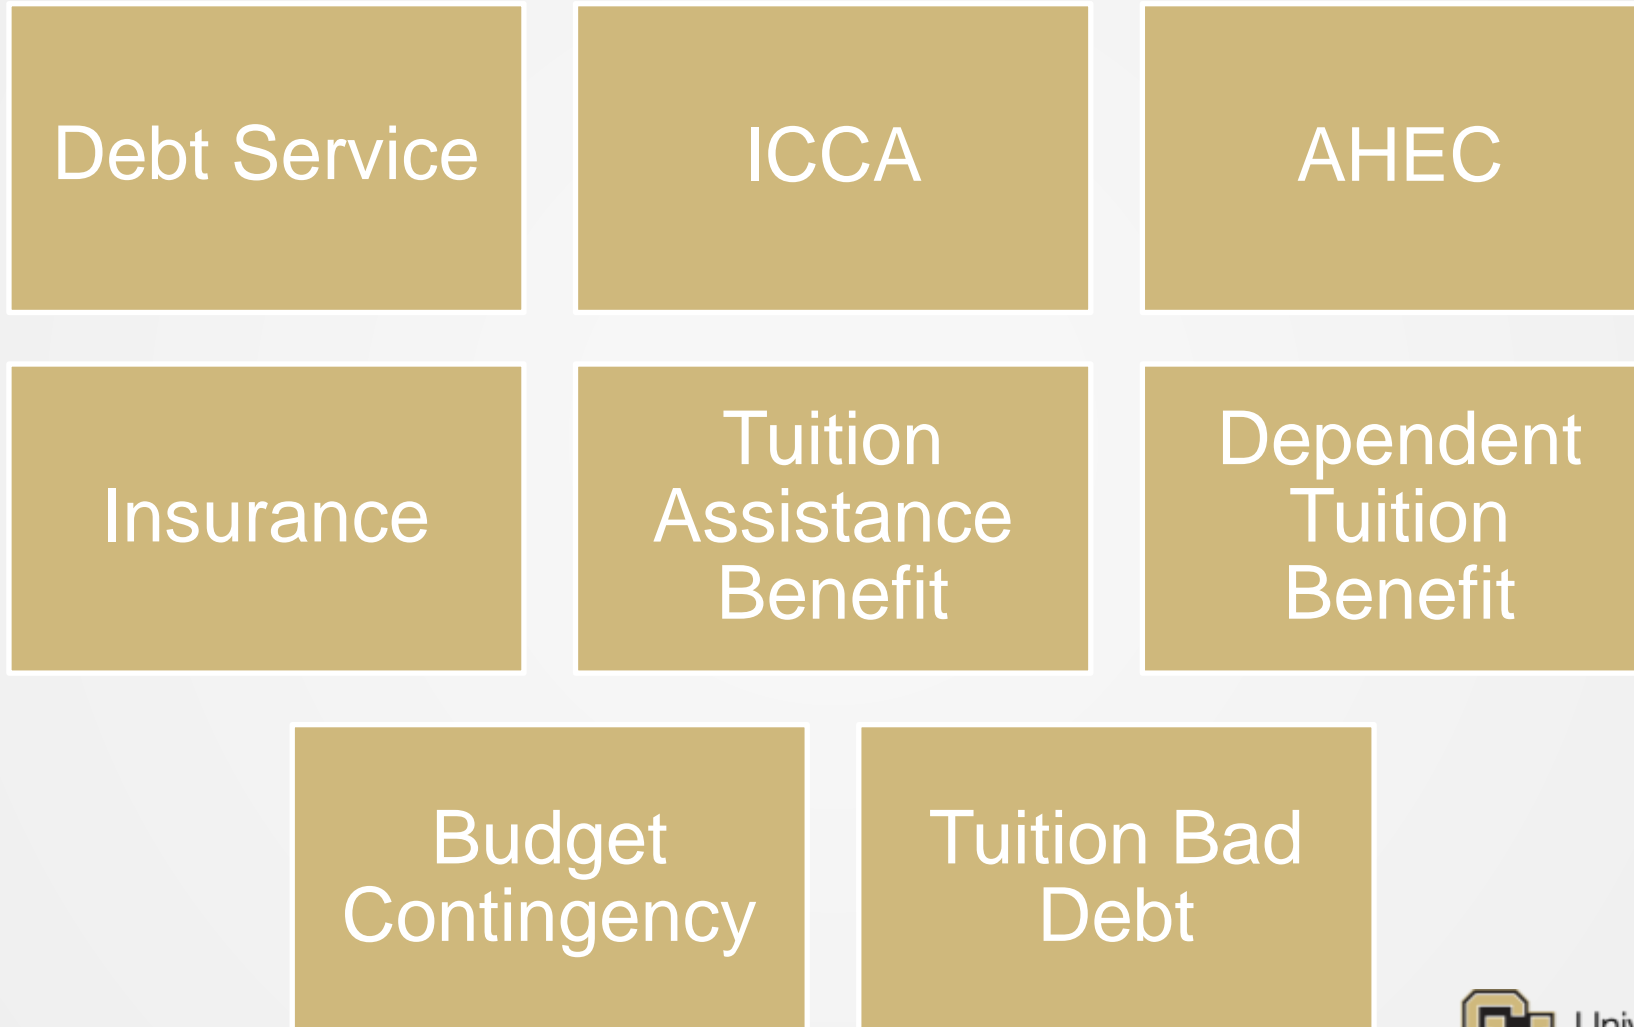 Debt Service
ICCA
AHEC
Insurance
Tuition
Assistance
Benefit
Dependent
Tuition
Benefit
Budget
Contingency
Tuition Bad
Debt